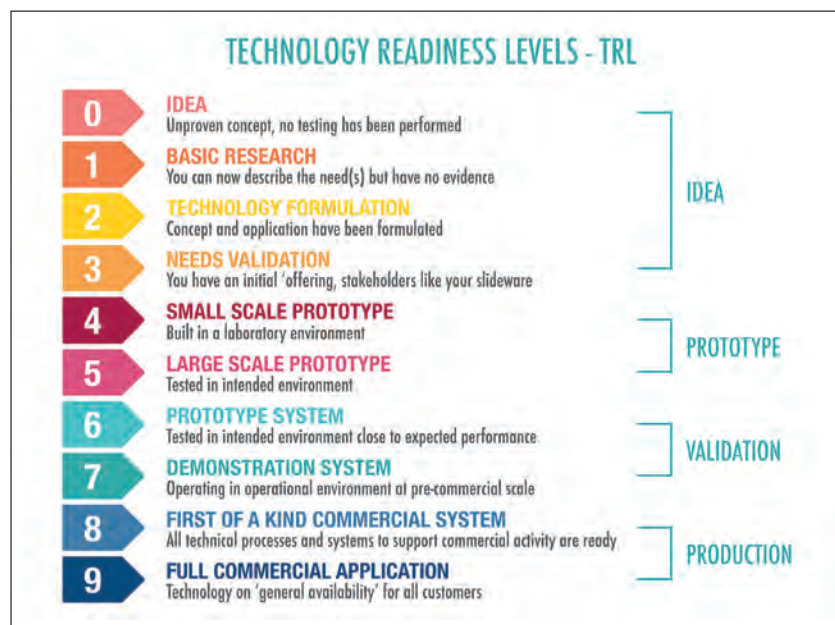 TECHNOLOGY READINESS LEVELS - TRL
0
IDEA
Unproven concept, no testing has been performed
1
BASIC RESEARCH
You can now describe the need(s) but have no evidence
2
TECHNOLOGY FORMULATION
Concept and application have been formulated
3
NEEDS VALIDATION
You have an initial ‘offering, stakeholders like your slideware
IDEA
4
SMALL SCALE PROTOTYPE
Built in a laboratory environment
5
LARGE SCALE PROTOTYPE
Tested in intended environment
PROTOTYPE
6
PROTOTYPE SYSTEM
Tested in intended environment close to expected performance
7
DEMONSTRATION SYSTEM
Operating in operational environment at pre-commercial scale
VALIDATION
8
FIRST OF A KIND COMMERCIAL SYSTEM
All technical processes and systems to support commercial activity are ready
9
FULL COMMERCIAL APPLICATION
Technology on ‘general availability’ for all customers
PRODUCTION